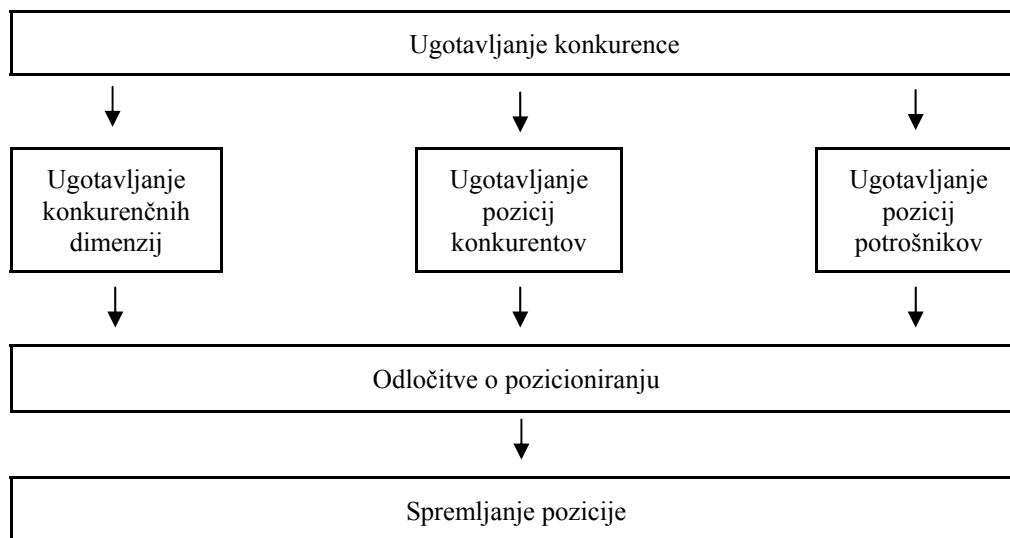 Ugotavljanje konkurence
Ugotavljanje
konkurenčnih
dimenzij
Ugotavljanje
pozicij
konkurentov
Ugotavljanje
pozicij
potrošnikov
Odločitve o pozicioniranju
Spremljanje pozicije